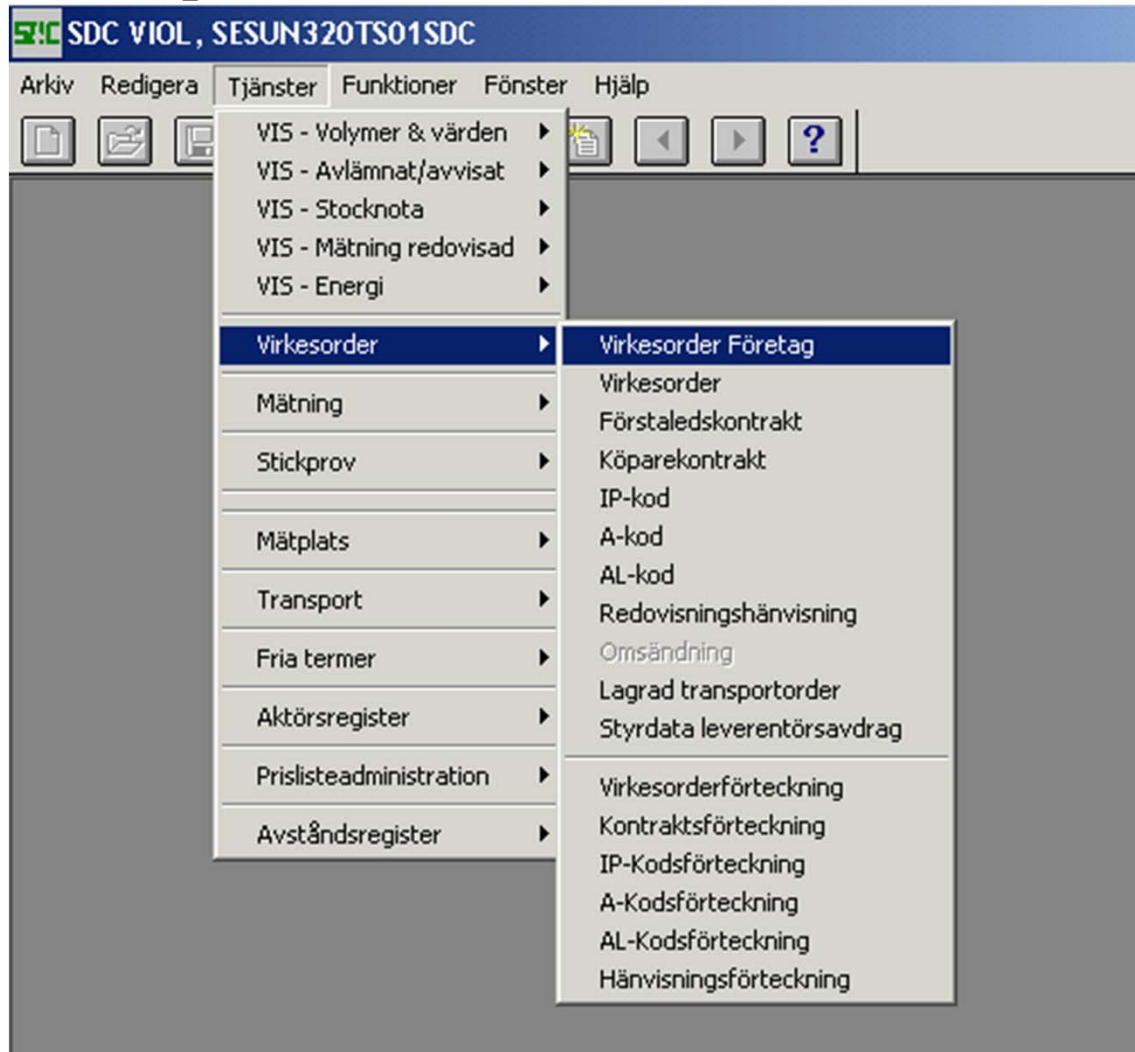 SDC SDC VIOL, SESUN320TS01SDC
Arkiv Redigera Tjänster Funktioner Fönster Hjälp
?
VIS - Volymer & värden
VIS - Avlämnat/avvisat
VIS - Stocknota
VIS - Mätning redovisad
VIS - Energi
Virkesorder
Mätning
Stickprov
Mätplats
Transport
Fria termer
Aktörsregister
Prislisteadministration
Avståndsregister
Virkesorder Företag
Virkesorder
Förstaledskontrakt
Köparekontrakt
IP-kod
A-kod
AL-kod
Redovisningshänvisning
Omsändning
Lagrad transportorder
Styrdata leverentörsavdrag
Virkesorderförteckning
Kontraktsförteckning
IP-Kodsförteckning
A-Kodsförteckning
AL-Kodsförteckning
Hänvisningsförteckning